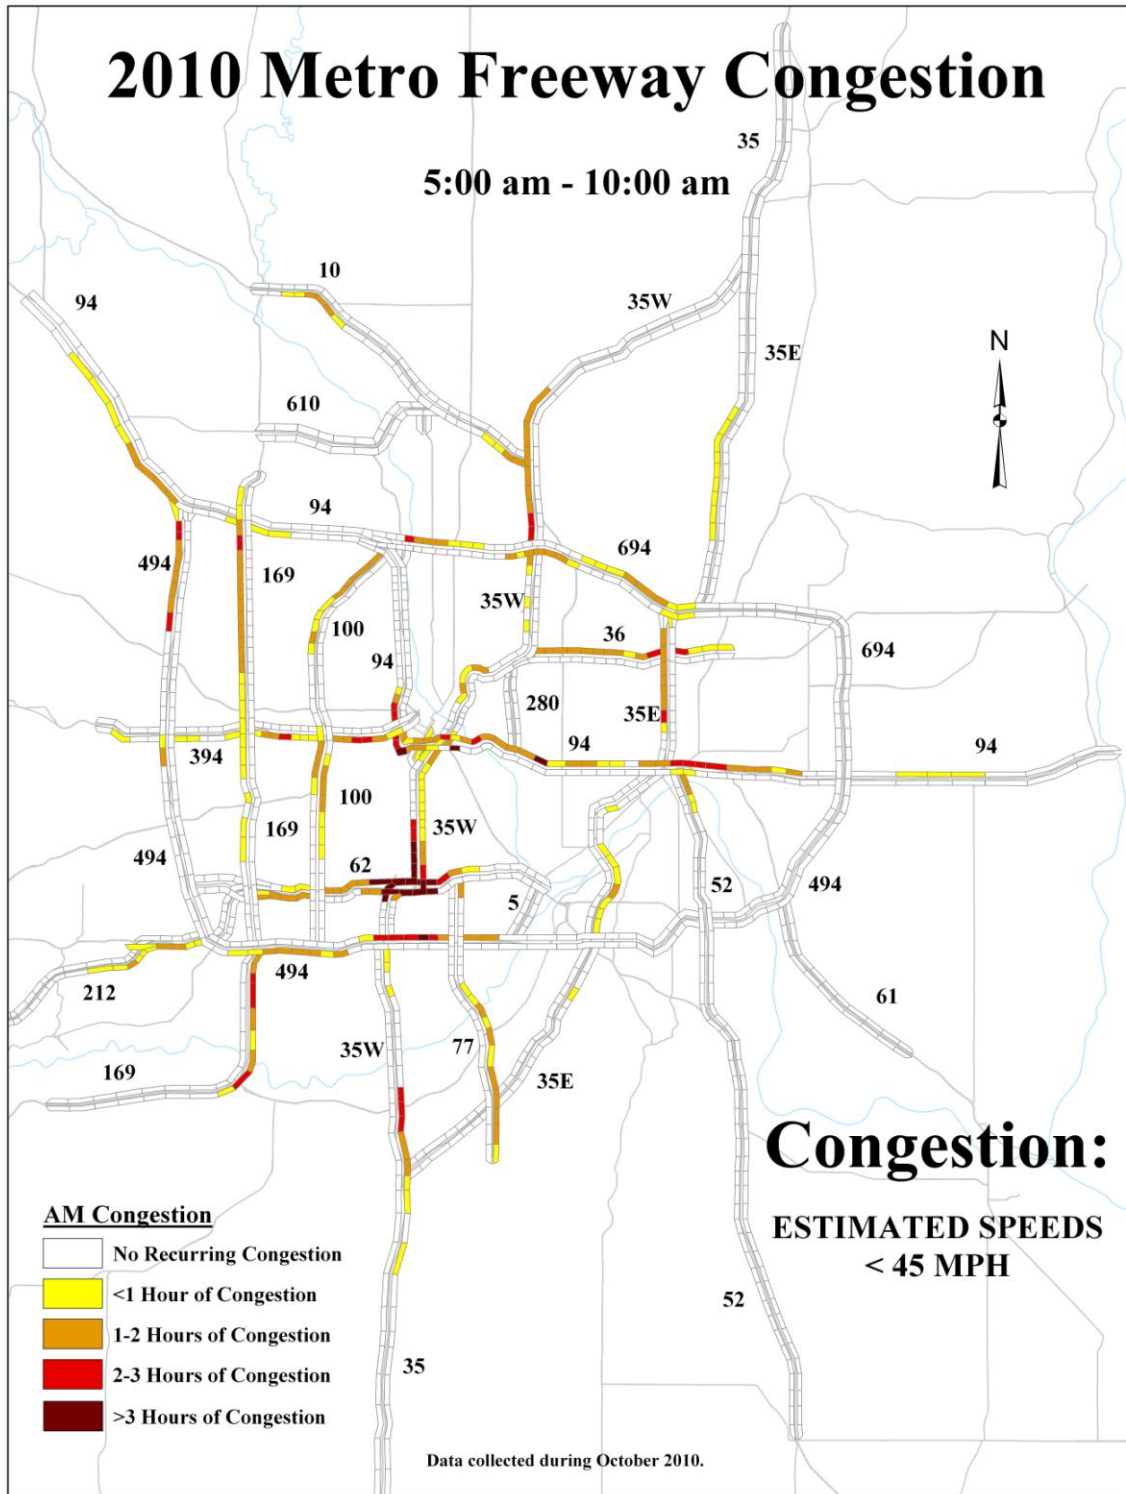 2010 Metro Freeway Congestion
35
5:00 am - 10:00 am
10
94
35W
N
35E
610
94
694
494
169
35W
100
36
94
694
280
35E
94
94
394
100
35W
169
494
62
52
494
5
494
212
61
35W
77
169
35E
Congestion:
AM Congestion
ESTIMATED SPEEDS
< 45 MPH
No Recurring Congestion
<1 Hour of Congestion
52
1-2 Hours of Congestion
35
2-3 Hours of Congestion
>3 Hours of Congestion
Data collected during October 2010.